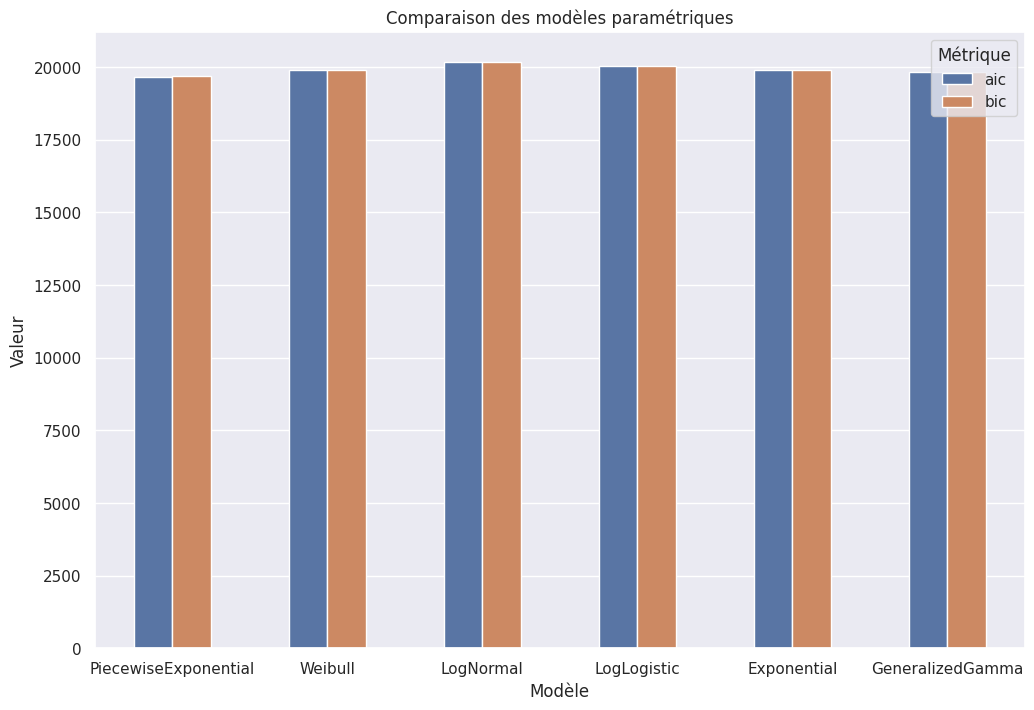 Comparaison des modèles paramétriques
Métrique
aic
bic
20000
17500
15000
12500
10000
7500
5000
2500
0
Valeur
PiecewiseExponential Weibull LogNormal LogLogistic Exponential GeneralizedGamma
Modèle